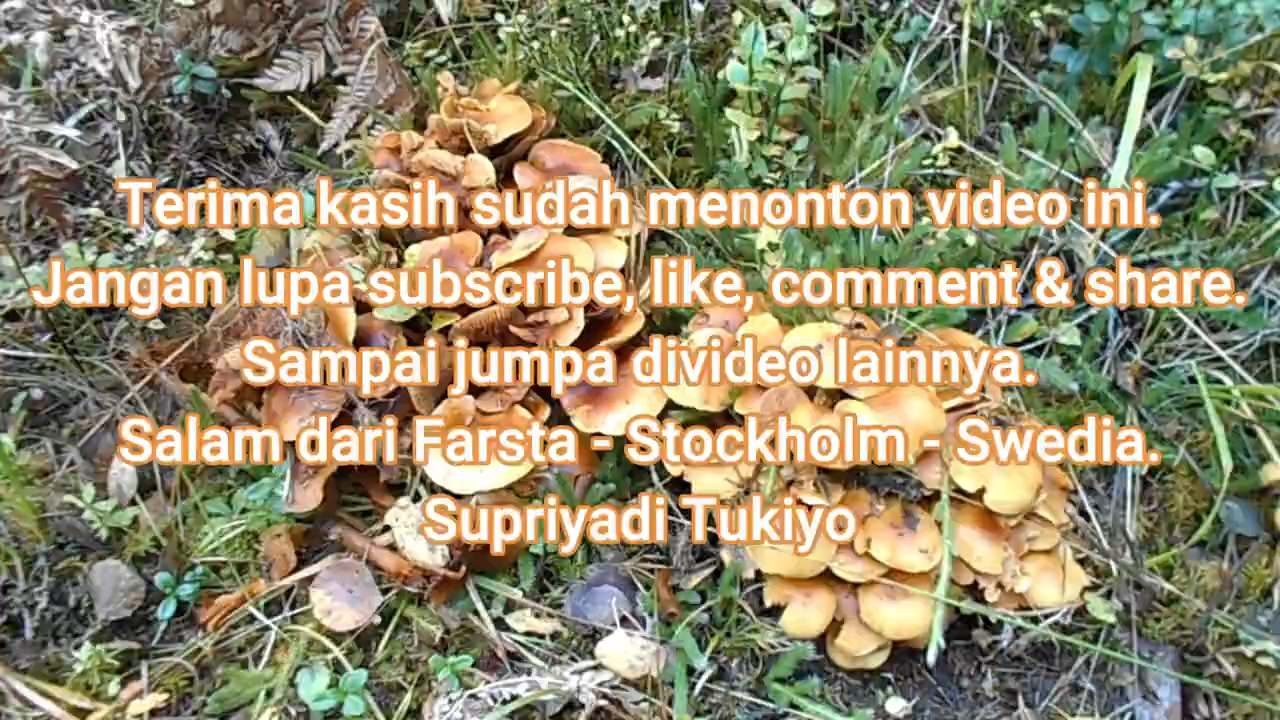 Terima kasih sudah menonton video ini.
Jangan lupa subscribe, like, comment & share.
Sampai jumpa divideo lainnya.
Salam dari Farsta - Stockholm - Swedia.
Supriyadi Tukiyo